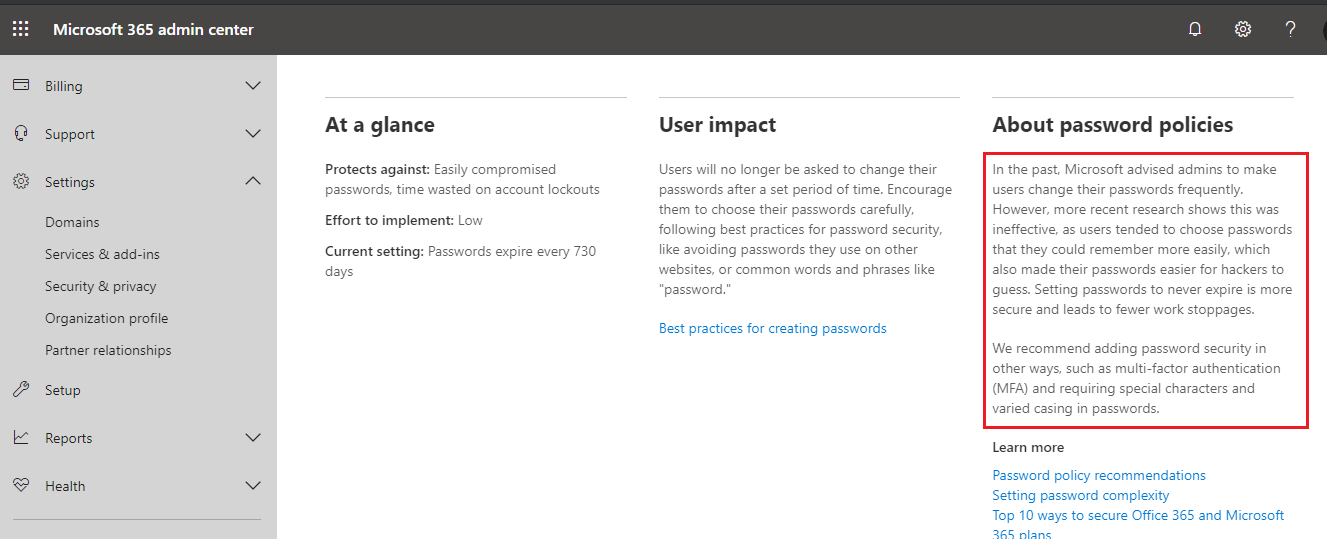 Microsoft 365 admin center
Billing
Support
Settings
Domains
Services & add-ins
Security & privacy
Organization profile
Partner relationships
Setup
Reports
Health
At a glance
Protects against: Easily compromised
passwords, time wasted on account lockouts
Effort to implement: Low
Current setting: Passwords expire every 730
days
User impact
Users will no longer be asked to change their
passwords after a set period of time. Encourage
them to choose their passwords carefully,
following best practices for password security,
like avoiding passwords they use on other
websites, or common words and phrases like
"password."
Best practices for creating passwords
About password policies
In the past, Microsoft advised admins to make
users change their passwords frequently.
However, more recent research shows this was
ineffective, as users tended to choose passwords
that they could remember more easily, which
also made their passwords easier for hackers to
guess. Setting passwords to never expire is more
secure and leads to fewer work stoppages.
We recommend adding password security in
other ways, such as multi-factor authentication
(MFA) and requiring special characters and
varied casing in passwords.
Learn more
Password policy recommendations
Setting password complexity
Top 10 ways to secure Office 365 and Microsoft
365 plans